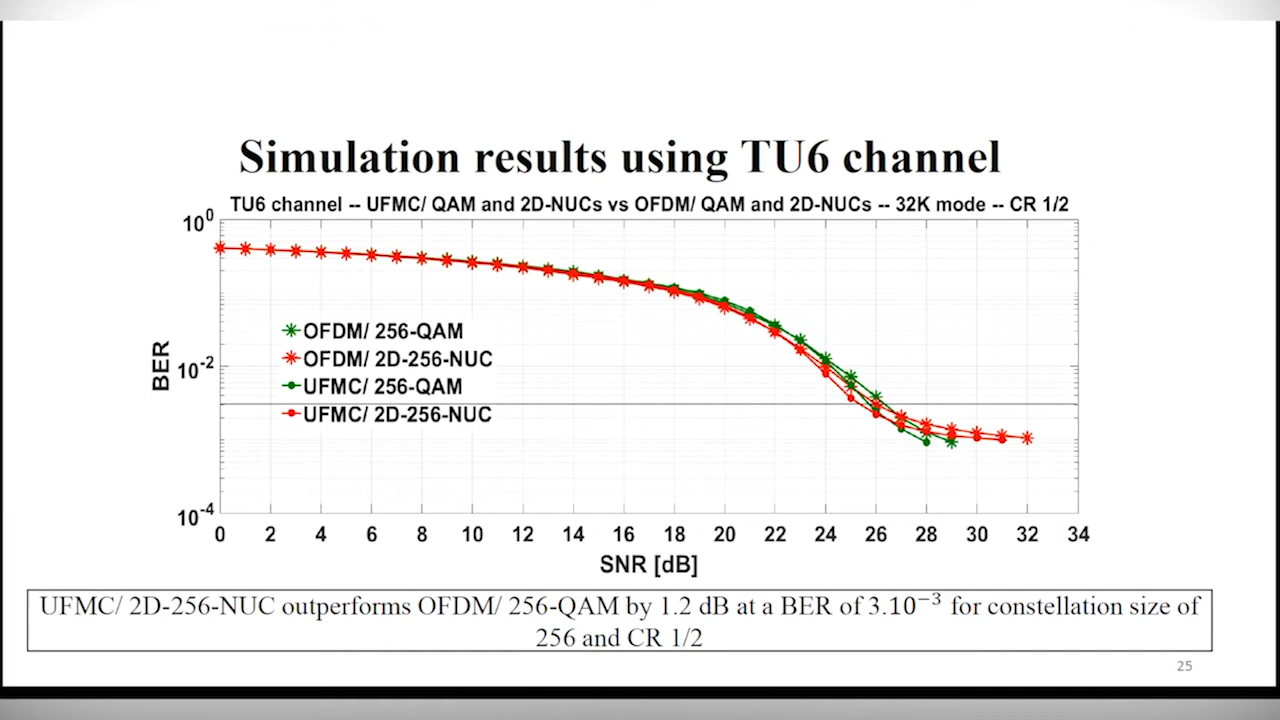 Simulation results using TU6 channel
TU6 channel -- UFMC/ QAM and 2D-NUCs vs OFDM/ QAM and 2D-NUCs -- 32K mode -- CR 1/2
10⁰
OFDM/ 256-QAM
OFDM/ 2D-256-NUC
UFMC/ 256-QAM
UFMC/ 2D-256-NUC
BER
10⁻²
10⁻⁴
0 2 4 6 8 10 12 14 16 18 20 22 24 26 28 30 32 34
SNR [dB]
UFMC/ 2D-256-NUC outperforms OFDM/ 256-QAM by 1.2 dB at a BER of 3.10⁻³ for constellation size of
256 and CR 1/2
25